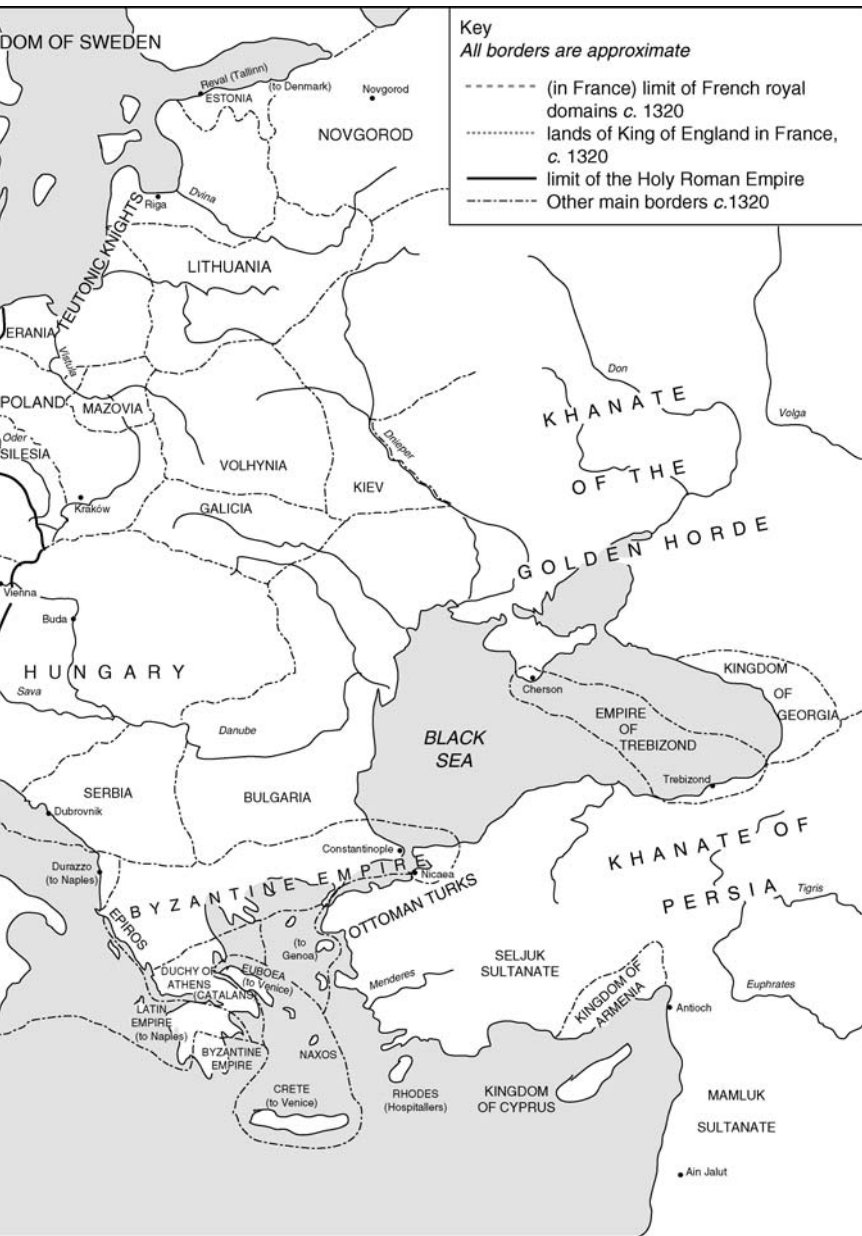 DOM OF SWEDEN
Key
All borders are approximate
(in France) limit of French royal
domains c. 1320
lands of King of England in France,
c. 1320
limit of the Holy Roman Empire
Other main borders c.1320
Reval (Tallinn)
ESTONIA
(to Denmark)
Novgorod
NOVGOROD
Riga
Dvina
TEUTONIC KNIGHTS
LITHUANIA
ERANIA
Vistula
POLAND
MAZOVIA
Oder
SILESIA
Kraków
VOLHYNIA
GALICIA
KIEV
Dnieper
Don
Volga
KHANATE
OF THE
GOLDEN HORDE
Vienna
Buda
HUNGARY
Sava
Danube
Cherson
BLACK
SEA
EMPIRE
OF
TREBIZOND
Trebizond
KINGDOM
OF
GEORGIA
SERBIA
Dubrovnik
BULGARIA
Constantinople
Nicaea
Durazzo
(to Naples)
BYZANTINE EMPIRE
EPIROS
OTTOMAN TURKS
KHANATE OF
PERSIA
Tigris
Euphrates
(to
Genoa)
DUCHY OF
ATHENS
(CATALANS)
EUBOEA
(to Venice)
SELJUK
SULTANATE
Menderes
KINGDOM OF
ARMENIA
Antioch
LATIN
EMPIRE
(to Naples)
BYZANTINE
EMPIRE
NAXOS
CRETE
(to Venice)
RHODES
(Hospitallers)
KINGDOM
OF CYPRUS
MAMLUK
SULTANATE
Ain Jalut